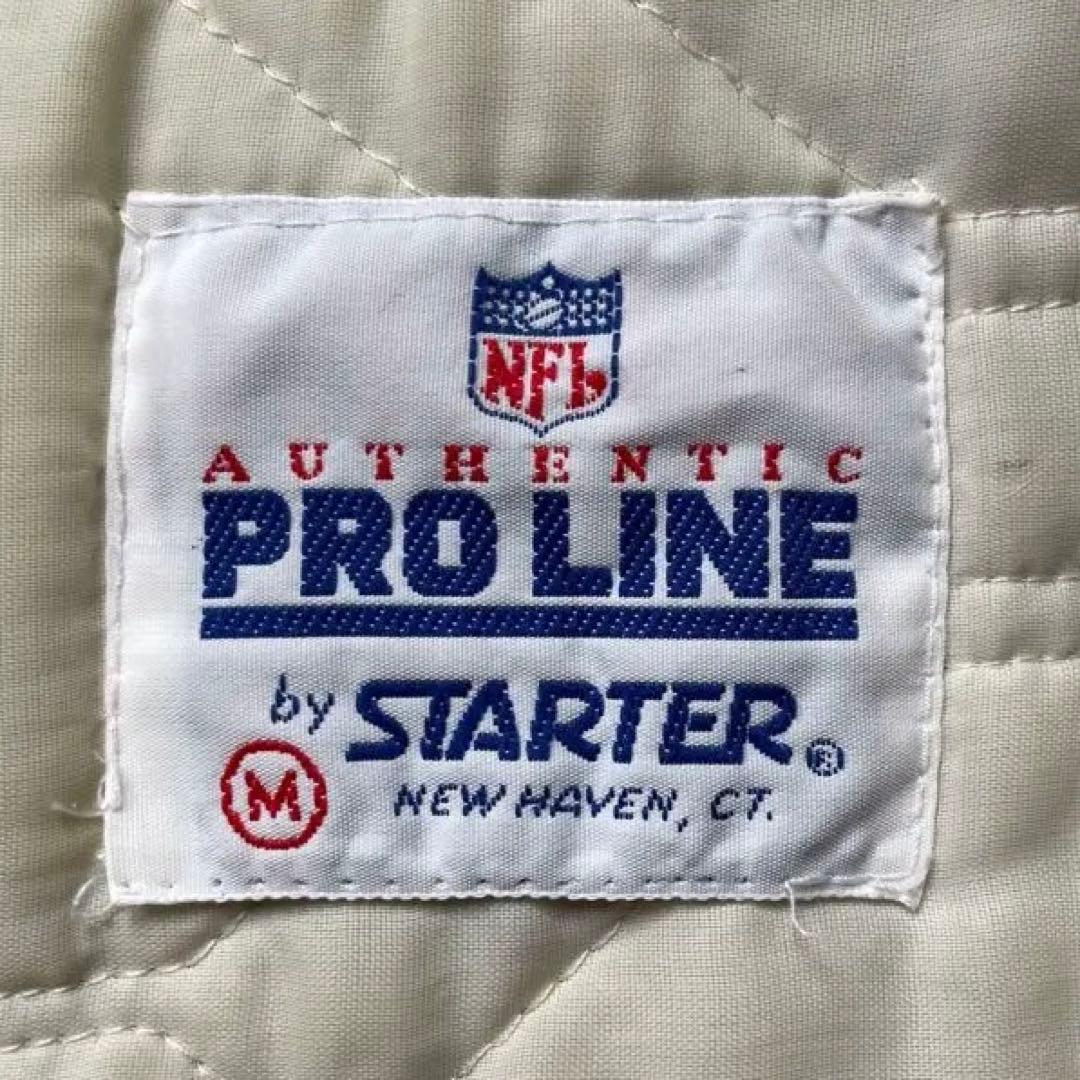 NFL
AUTHENTIC
PRO LINE
by STARTER®
M
NEW HAVEN, CT.